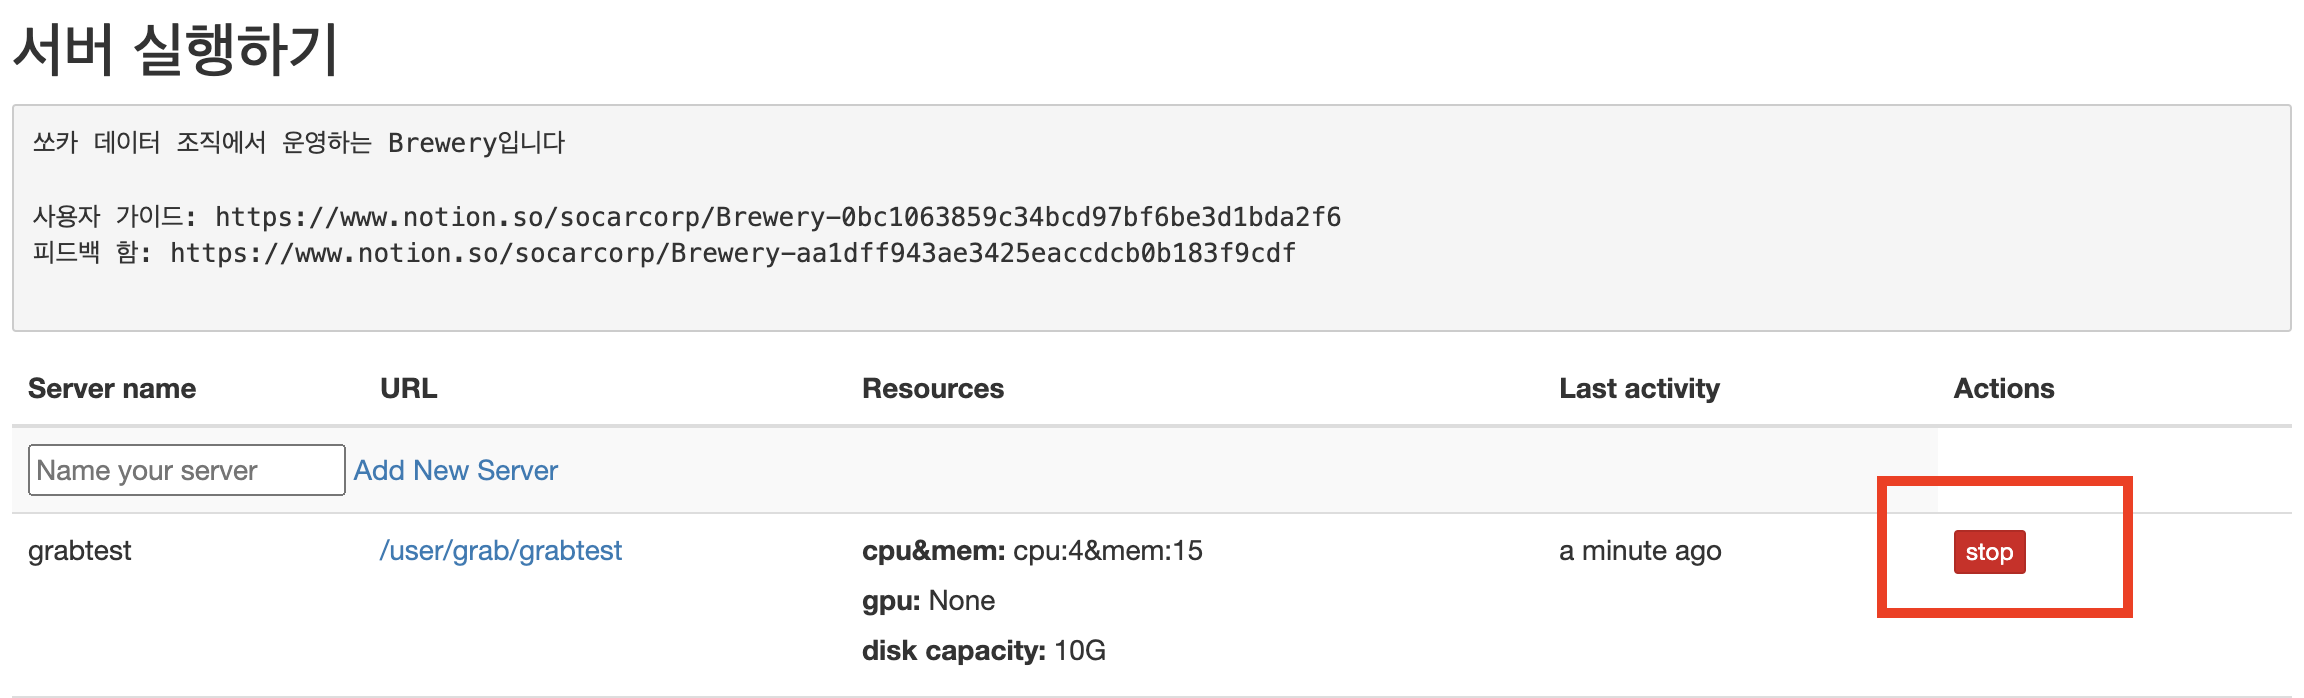 서버 실행하기
쏘카 데이터 조직에서 운영하는 Brewery입니다
사용자 가이드: https://www.notion.so/socarcorp/Brewery-0bc1063859c34bcd97bf6be3d1bda2f6
피드백 함: https://www.notion.so/socarcorp/Brewery-aa1dff943ae3425eaccdcb0b183f9cdf
Server name URL Resources Last activity Actions
Name your server Add New Server
grabtest /user/grab/grabtest cpu&mem: cpu:4&mem:15 a minute ago stop
gpu: None
disk capacity: 10G